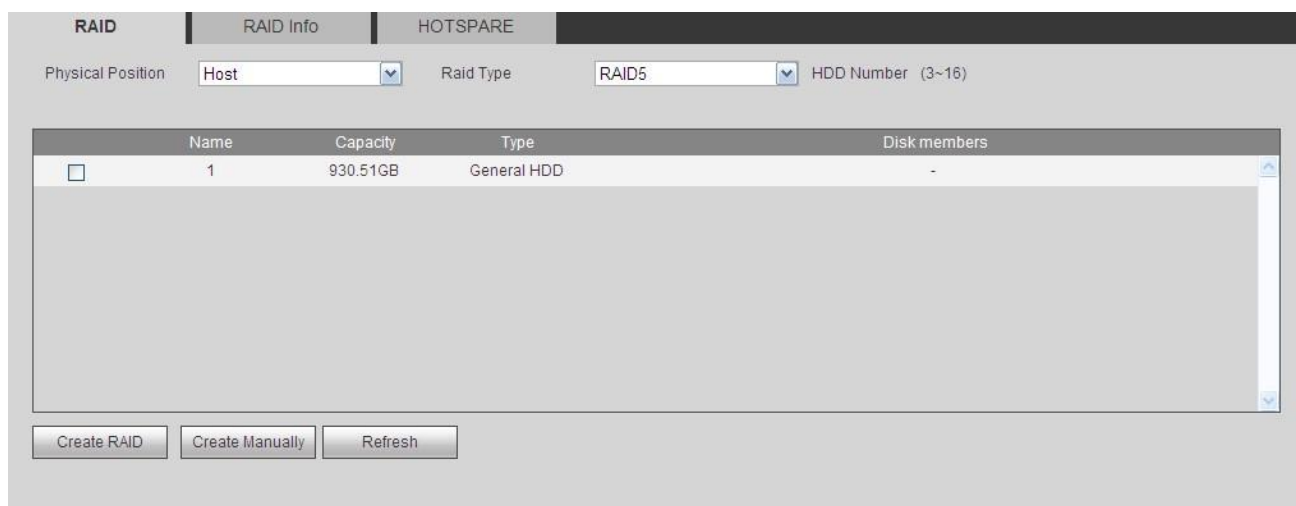 RAID RAID Info HOTSPARE
Physical Position Host Raid Type RAID5 HDD Number (3~16)
Name Capacity Type Disk members
1 930.51GB General HDD -
Create RAID Create Manually Refresh